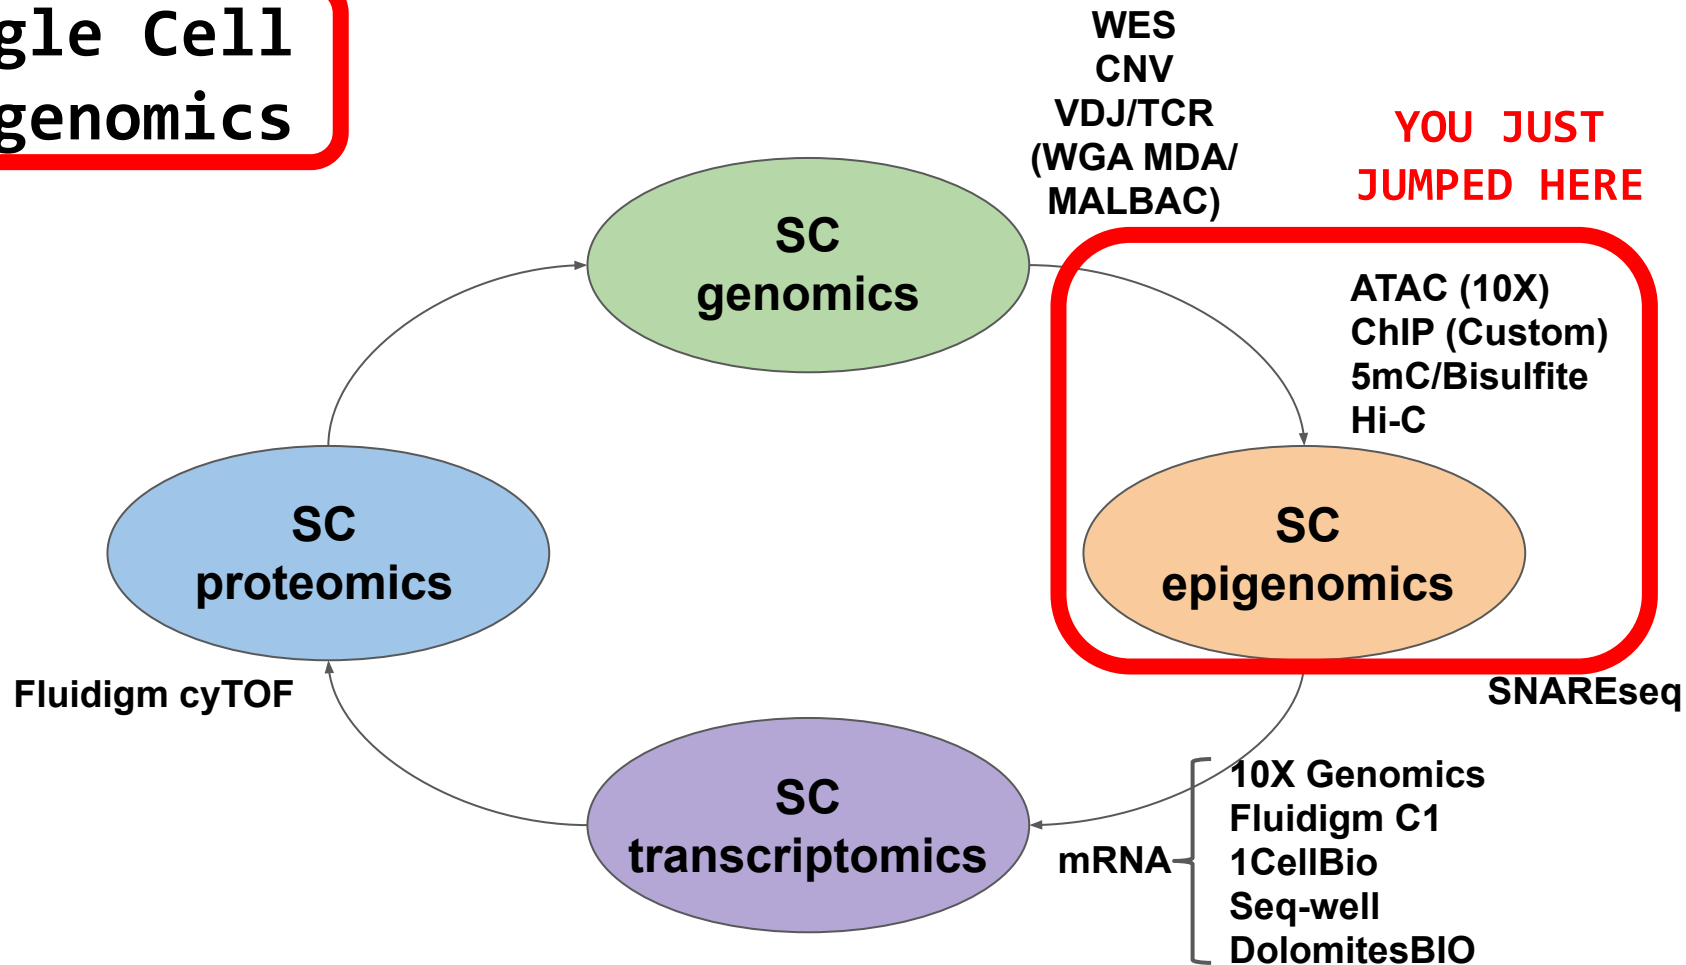 gle Cell
genomics
WES
CNV
VDJ/TCR
(WGA MDA/
MALBAC)
YOU JUST
JUMPED HERE
SC
genomics
ATAC (10X)
ChIP (Custom)
5mC/Bisulfite
Hi-C
SC
proteomics
SC
epigenomics
Fluidigm cyTOF
SNAREseq
SC
transcriptomics
mRNA
10X Genomics
Fluidigm C1
1CellBio
Seq-well
DolomitesBIO